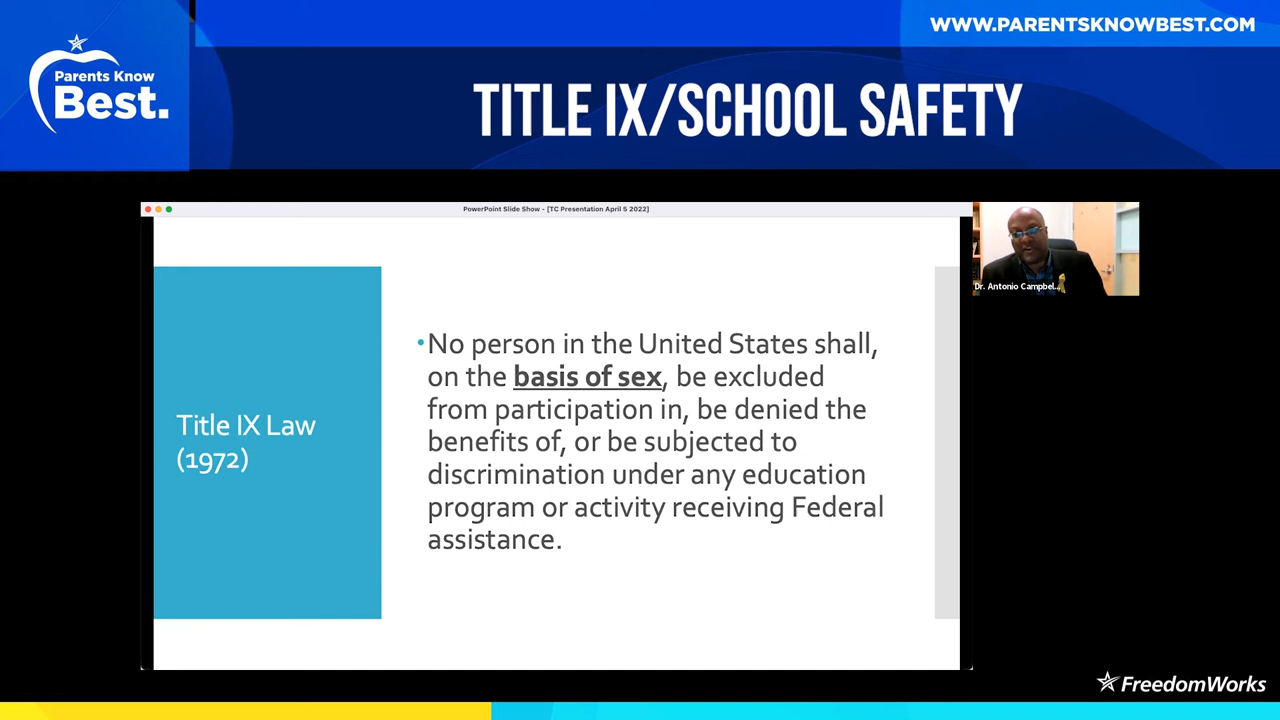 WWW.PARENTSKNOWBEST.COM
Parents Know
Best.
TITLE IX/SCHOOL SAFETY
PowerPoint Slide Show - [TC Presentation April 5 2022]
Title IX Law
(1972)
•No person in the United States shall,
on the basis of sex, be excluded
from participation in, be denied the
benefits of, or be subjected to
discrimination under any education
program or activity receiving Federal
assistance.
Dr. Antonio Campbel...
FreedomWorks